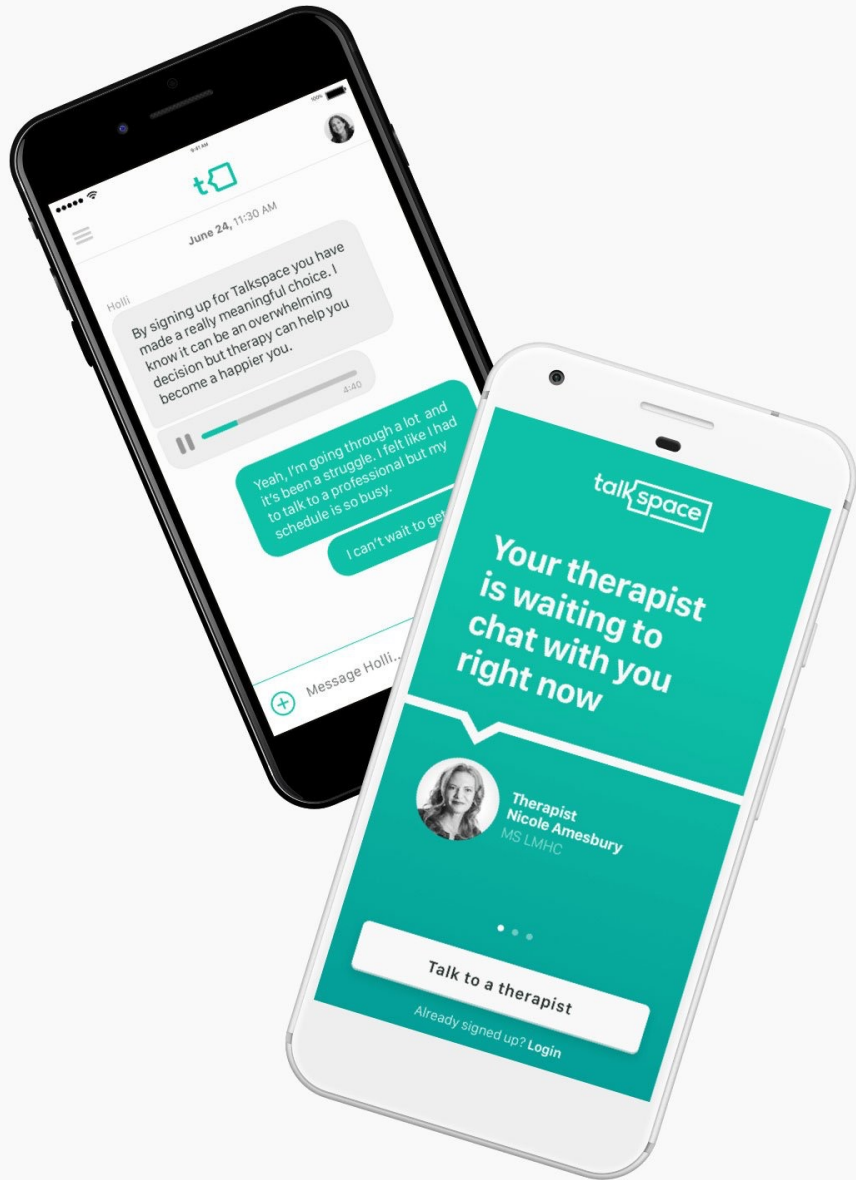 100%
9:41 AM
t
June 24, 11:30 AM
Holli
By signing up for Talkspace you have
made a really meaningful choice. I
know it can be an overwhelming
decision but therapy can help you
become a happier you.
4:40
Yeah, I'm going through a lot and
it's been a struggle. I felt like I had
to talk to a professional but my
schedule is so busy.
I can't wait to get
Message Holli...
talkspace
Your therapist
is waiting to
chat with you
right now
Therapist
Nicole Amesbury
MS LMHC
Talk to a therapist
Already signed up? Login